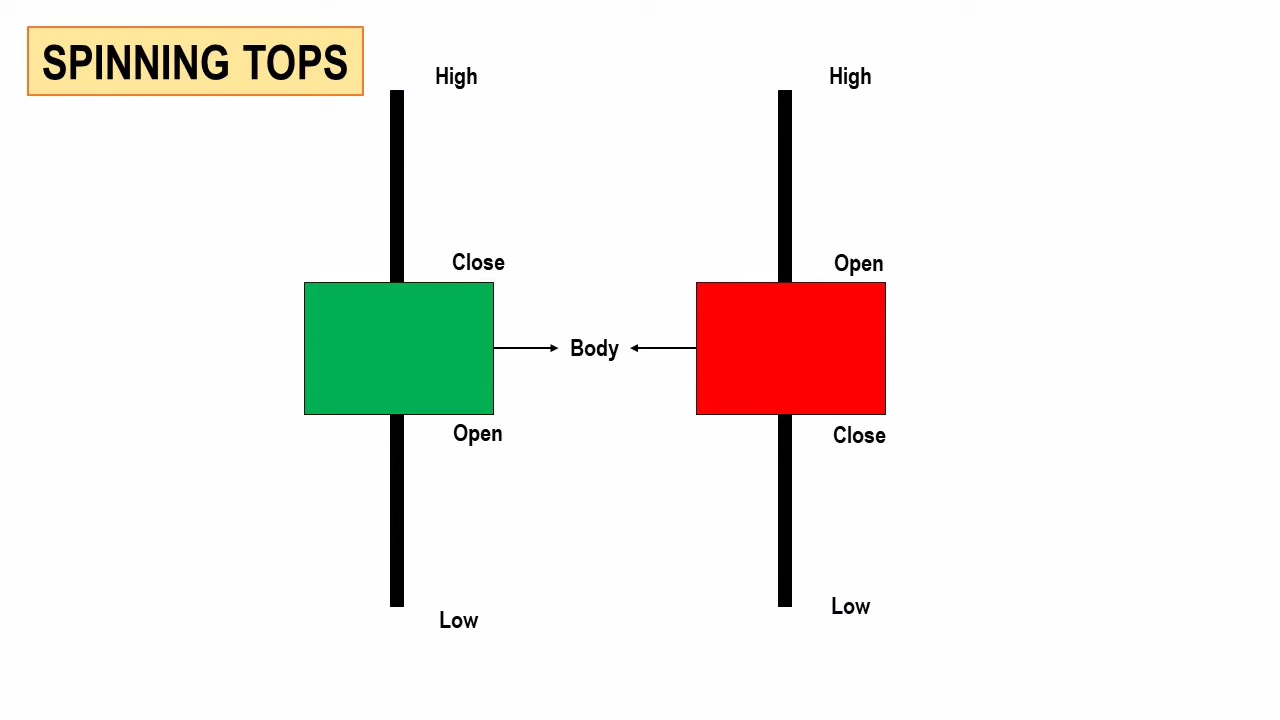 SPINNING TOPS
High
High
Close
Open
Body
Open
Close
Low
Low